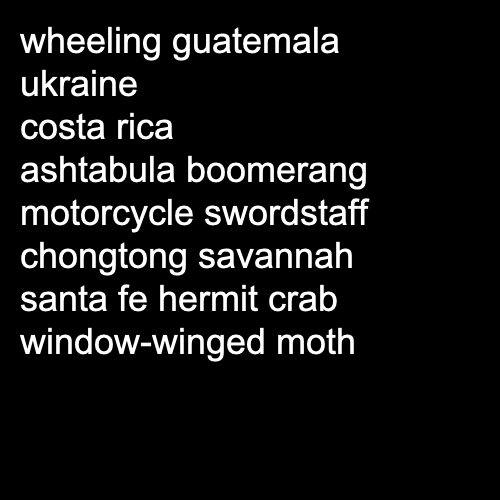 wheeling guatemala
ukraine
costa rica
ashtabula boomerang
motorcycle swordstaff
chongtong savannah
santa fe hermit crab
window-winged moth